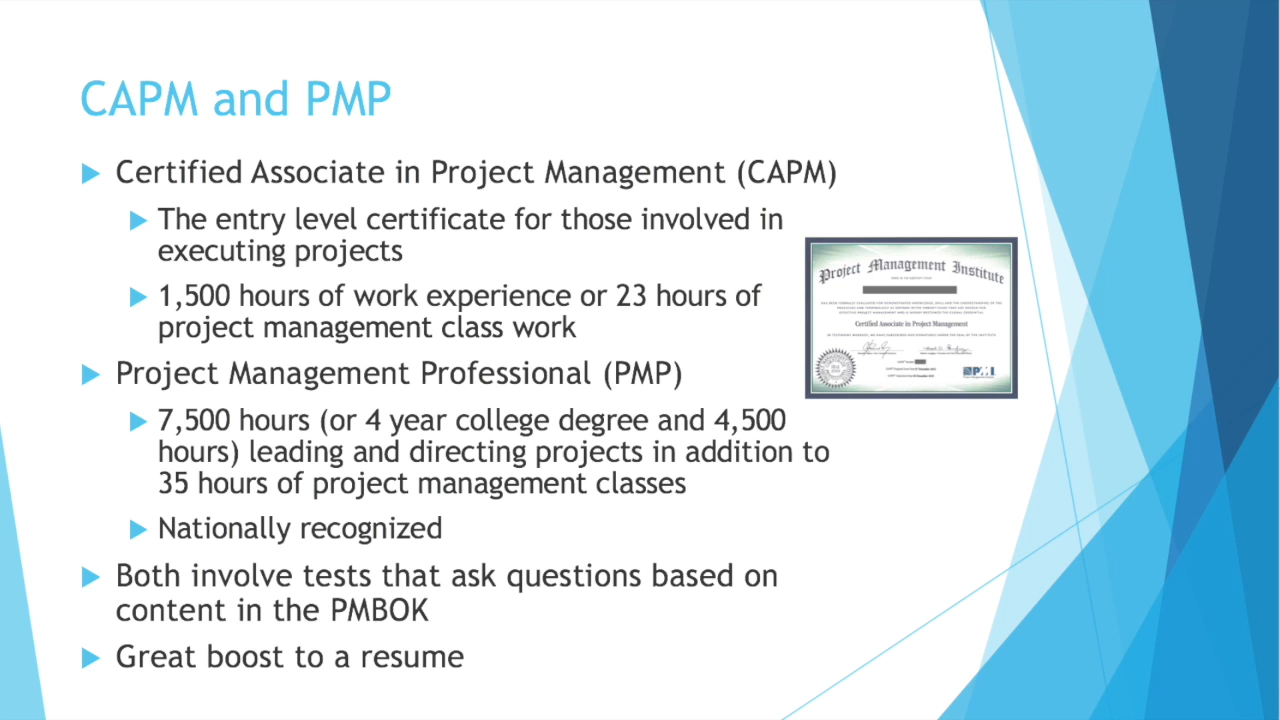 CAPM and PMP
Certified Associate in Project Management (CAPM)
The entry level certificate for those involved in
executing projects
1,500 hours of work experience or 23 hours of
project management class work
Project Management Professional (PMP)
7,500 hours (or 4 year college degree and 4,500
hours) leading and directing projects in addition to
35 hours of project management classes
Nationally recognized
Both involve tests that ask questions based on
content in the PMBOK
Great boost to a resume
Project Management Institute
Certified Associate in Project Management
PMI